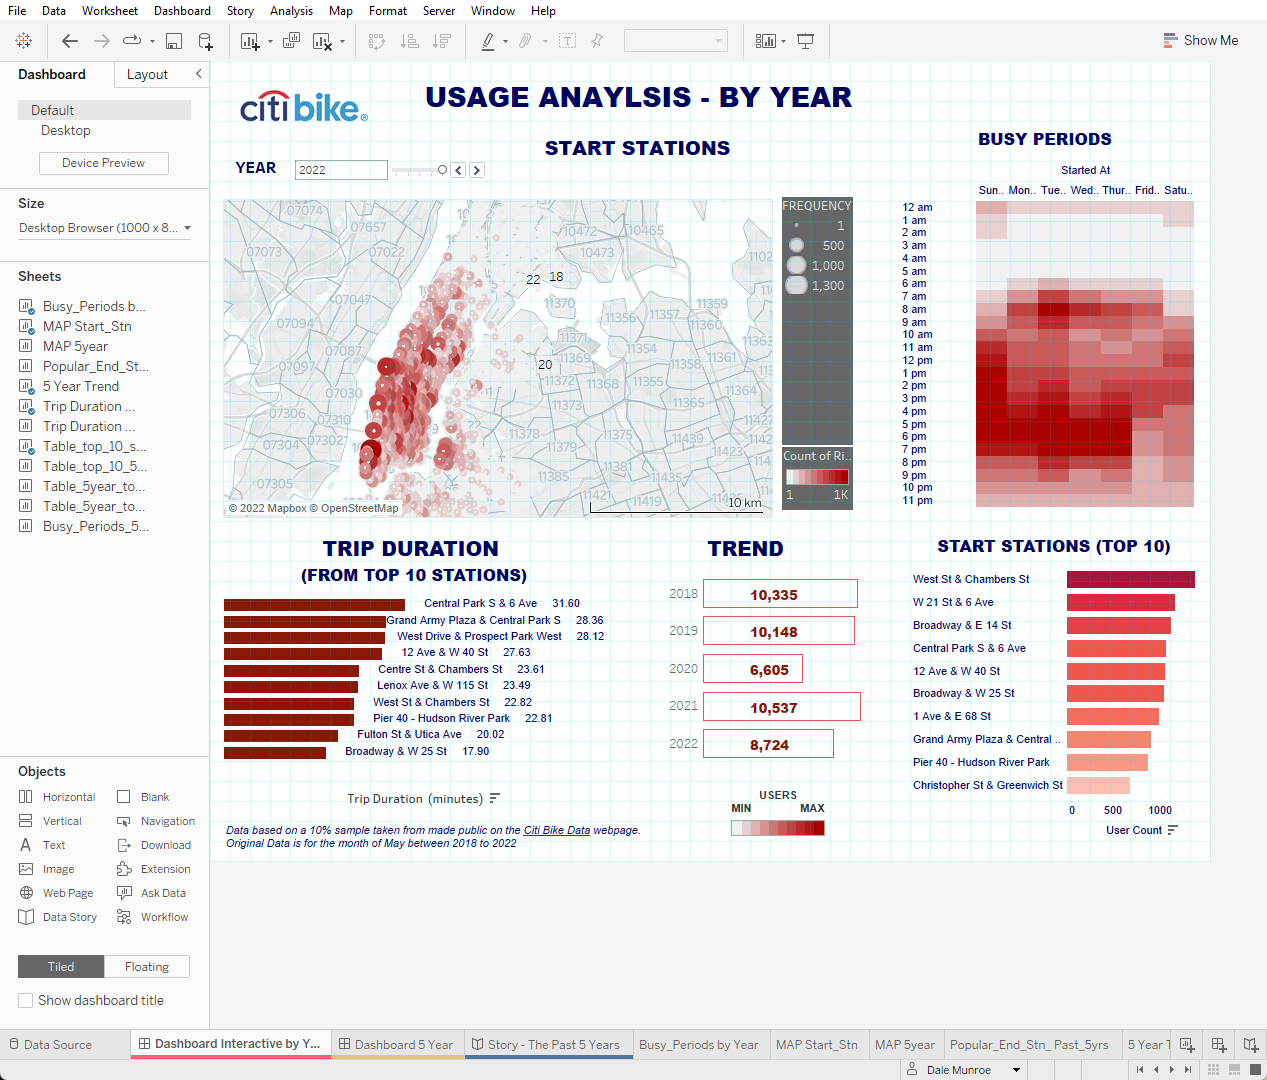 File Data Worksheet Dashboard Story Analysis Map Format Server Window Help
Show Me
Dashboard Layout
Default
Desktop
Device Preview
Size
Desktop Browser (1000 x 8...
Sheets
Busy_Periods b...
MAP Start_Stn
MAP 5year
Popular_End_St...
5 Year Trend
Trip Duration ...
Trip Duration ...
Table_top_10_s...
Table_top_10_5...
Table_5year_to...
Table_5year_to...
Busy_Periods_5...
Objects
Horizontal Blank
Vertical Navigation
Text Download
Image Extension
Web Page Ask Data
Data Story Workflow
Tiled Floating
Show dashboard title
citi bike®
USAGE ANAYLSIS - BY YEAR
START STATIONS
YEAR 2022
07074
07657
07073 07022
07047
07094
07087
07097
07030
07306 07310
07304 07302
07305
10472 10465
10473
22 18
11370 11359
11356 11357 11360
11371
11369 11354 11361
20
11372 11368 11355 11364
11373 11365
11378 11375 11439
11379 11423
11381
11385 11435
11421 11419
10 km
© 2022 Mapbox © OpenStreetMap
FREQUENCY
1
500
1,000
1,300
Count of Ri..
1 1K
BUSY PERIODS
Started At
Sun.. Mon.. Tue.. Wed.. Thur.. Frid.. Satu..
12 am
1 am
2 am
3 am
4 am
5 am
6 am
7 am
8 am
9 am
10 am
11 am
12 pm
1 pm
2 pm
3 pm
4 pm
5 pm
6 pm
7 pm
8 pm
9 pm
10 pm
11 pm
TRIP DURATION
(FROM TOP 10 STATIONS)
Central Park S & 6 Ave 31.60
Grand Army Plaza & Central Park S 28.36
West Drive & Prospect Park West 28.12
12 Ave & W 40 St 27.63
Centre St & Chambers St 23.61
Lenox Ave & W 115 St 23.49
West St & Chambers St 22.82
Pier 40 - Hudson River Park 22.81
Fulton St & Utica Ave 20.02
Broadway & W 25 St 17.90
Trip Duration (minutes)
Data based on a 10% sample taken from made public on the Citi Bike Data webpage.
Original Data is for the month of May between 2018 to 2022
TREND
2018 10,335
2019 10,148
2020 6,605
2021 10,537
2022 8,724
USERS
MIN MAX
START STATIONS (TOP 10)
West St & Chambers St
W 21 St & 6 Ave
Broadway & E 14 St
Central Park S & 6 Ave
12 Ave & W 40 St
Broadway & W 25 St
1 Ave & E 68 St
Grand Army Plaza & Central ..
Pier 40 - Hudson River Park
Christopher St & Greenwich St
0 500 1000
User Count
Data Source Dashboard Interactive by Y... Dashboard 5 Year Story - The Past 5 Years Busy_Periods by Year MAP Start_Stn MAP 5year Popular_End_Stn_ Past_5yrs 5 Year T
Dale Munroe